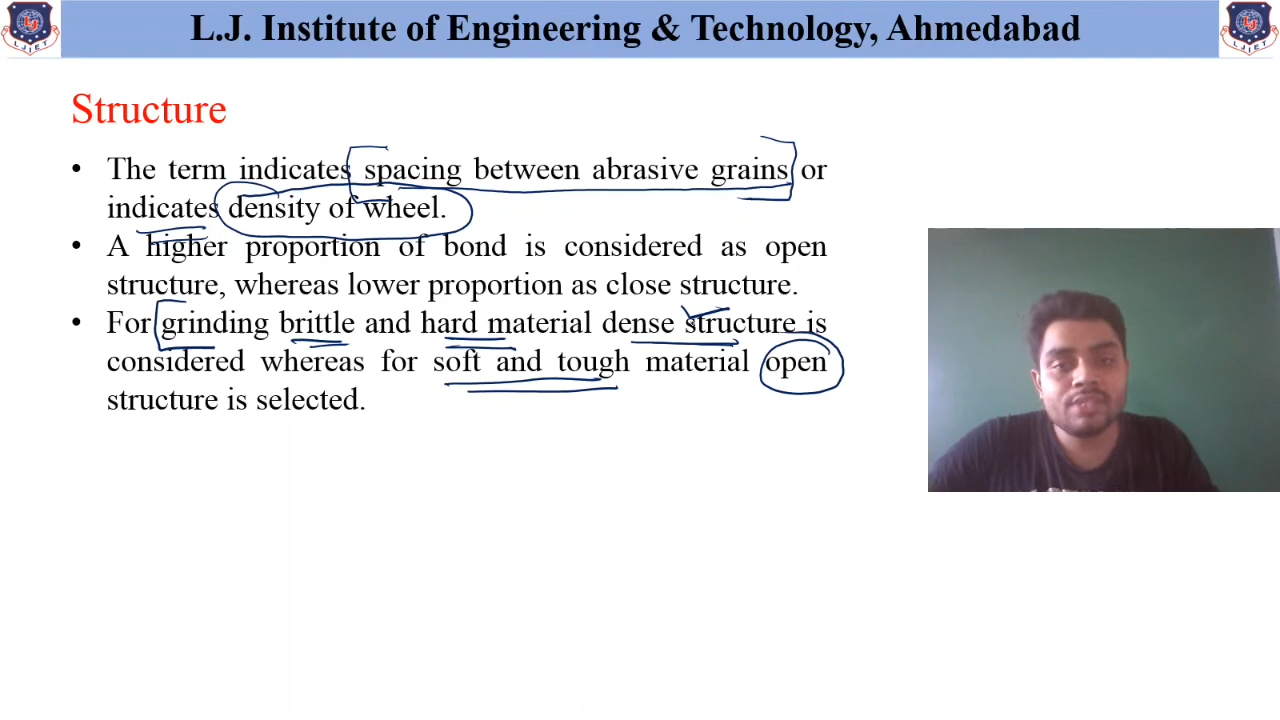 L.J. Institute of Engineering & Technology, Ahmedabad
LJIET
LJIET
Structure
• The term indicates spacing between abrasive grains or
indicates density of wheel.
• A higher proportion of bond is considered as open
structure, whereas lower proportion as close structure.
• For grinding brittle and hard material dense structure is
considered whereas for soft and tough material open
structure is selected.